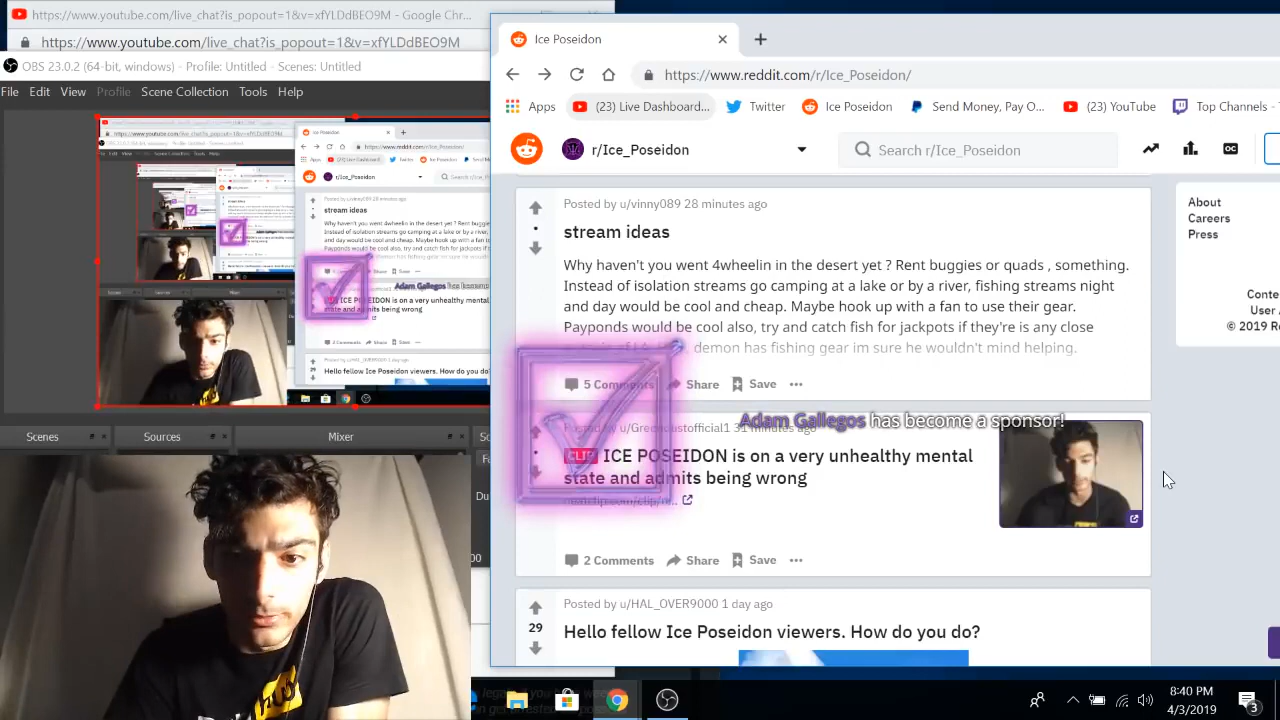 https://www.youtube.com/live_chat?is_popout=1&v=xfYLDdBEO9M - Google Chr...
https://www.youtube.com/live_chat?is_popout=1&v=xfYLDdBEO9M
OBS 23.0.2 (64-bit, windows) - Profile: Untitled - Scenes: Untitled
File Edit View Profile Scene Collection Tools Help
Scenes
Sources
Mixer
Ice Poseidon
https://www.reddit.com/r/Ice_Poseidon/
Apps
(23) Live Dashboard...
Twitter
Ice Poseidon
Send Money, Pay O...
(23) YouTube
r/Ice_Poseidon
Search r/Ice_Poseidon
Posted by u/vinny089 28 minutes ago
stream ideas
Why haven't you went 4wheelin in the desert yet ? Rent buggies or quads , something.
Instead of isolation streams go camping at a lake or by a river, fishing streams night
and day would be cool and cheap. Maybe hook up with a fan to use their gear.
Payponds would be cool also, try and catch fish for jackpots if they're is any close
demon has fished im sure he wouldn't mind helping.
5 Comments Share Save
Adam Gallegos has become a sponsor!
31 minutes ago
CLIP ICE POSEIDON is on a very unhealthy mental
state and admits being wrong
2 Comments Share Save
Posted by u/HAL_OVER9000 1 day ago
29
Hello fellow Ice Poseidon viewers. How do you do?
About
Careers
Press
Conte
User
© 2019 R
4/29/2019